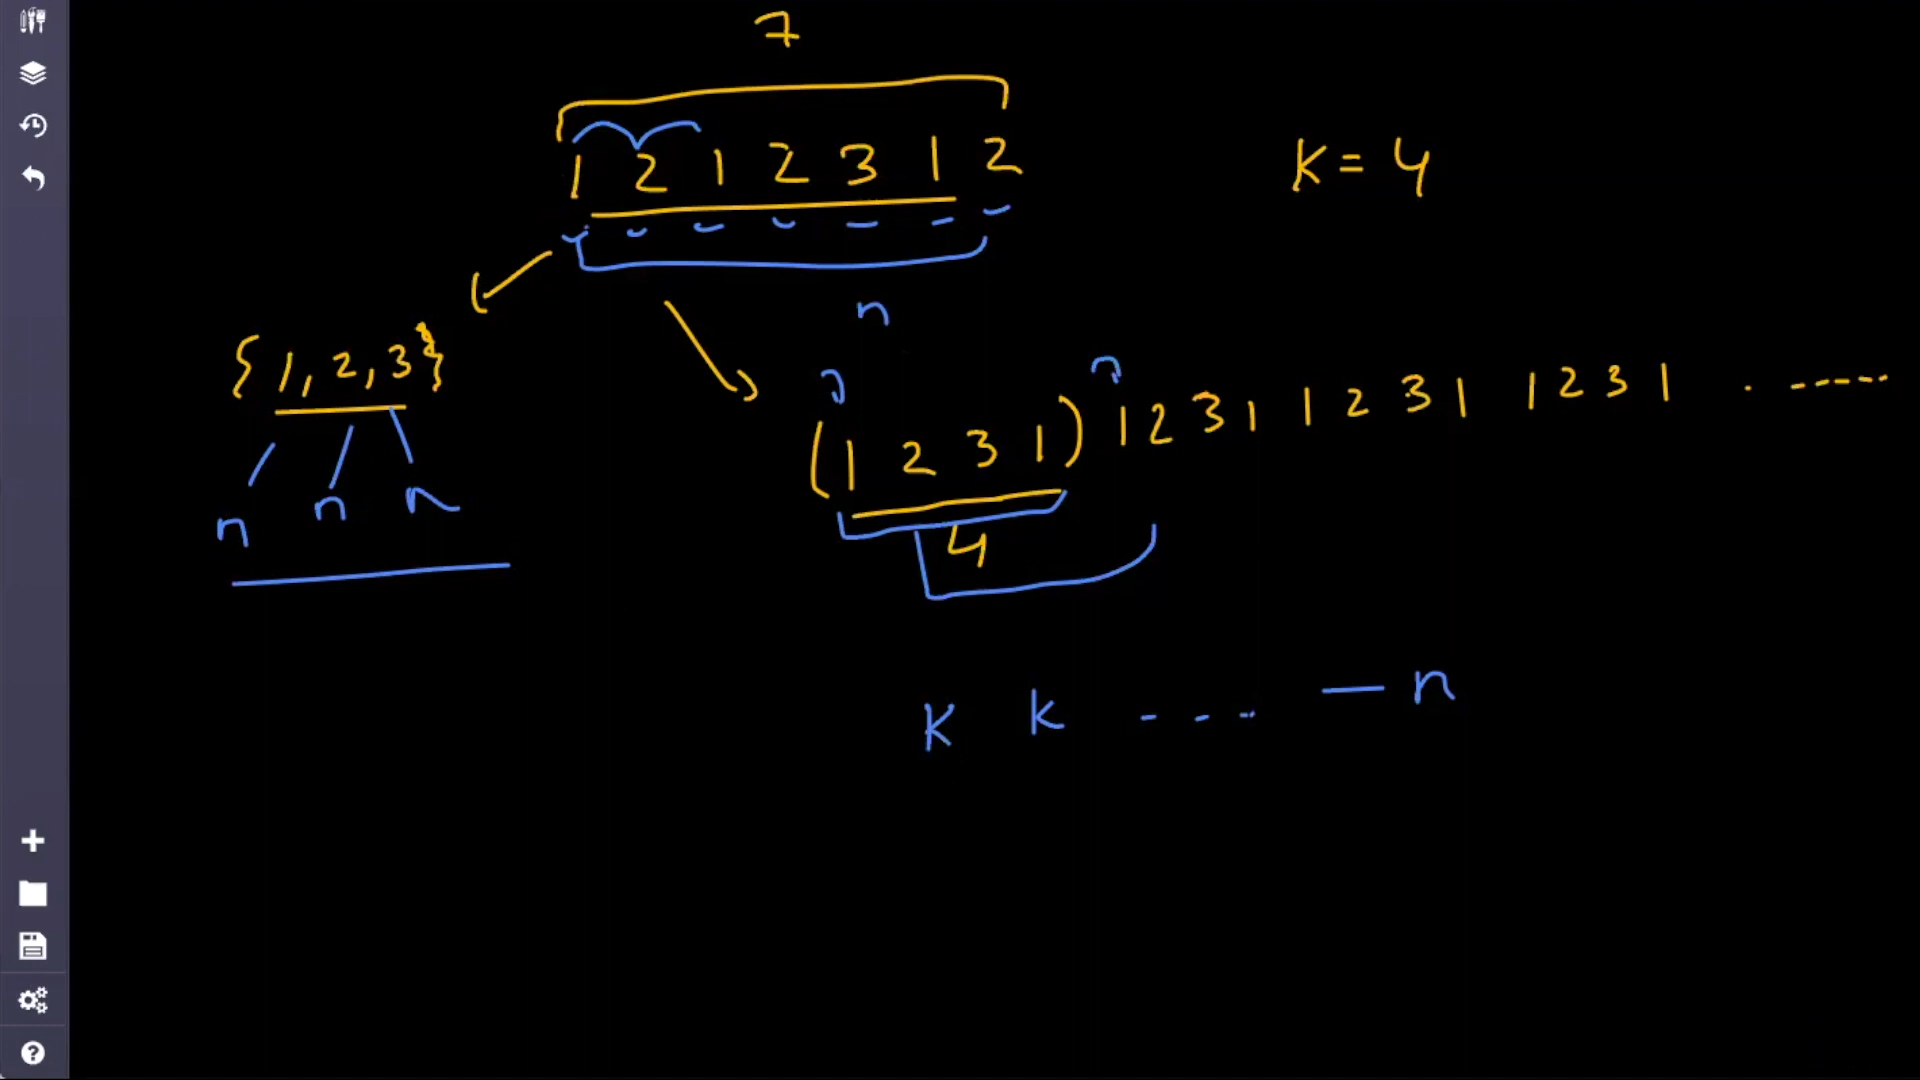 7
1 2 1 2 3 1 2
K = 4
n
{1, 2, 3}
n n
(1 2 3 1) 1 2 3 1 1 2 3 1 1 2 3 1 . -----
n n n
4
K K --- — n